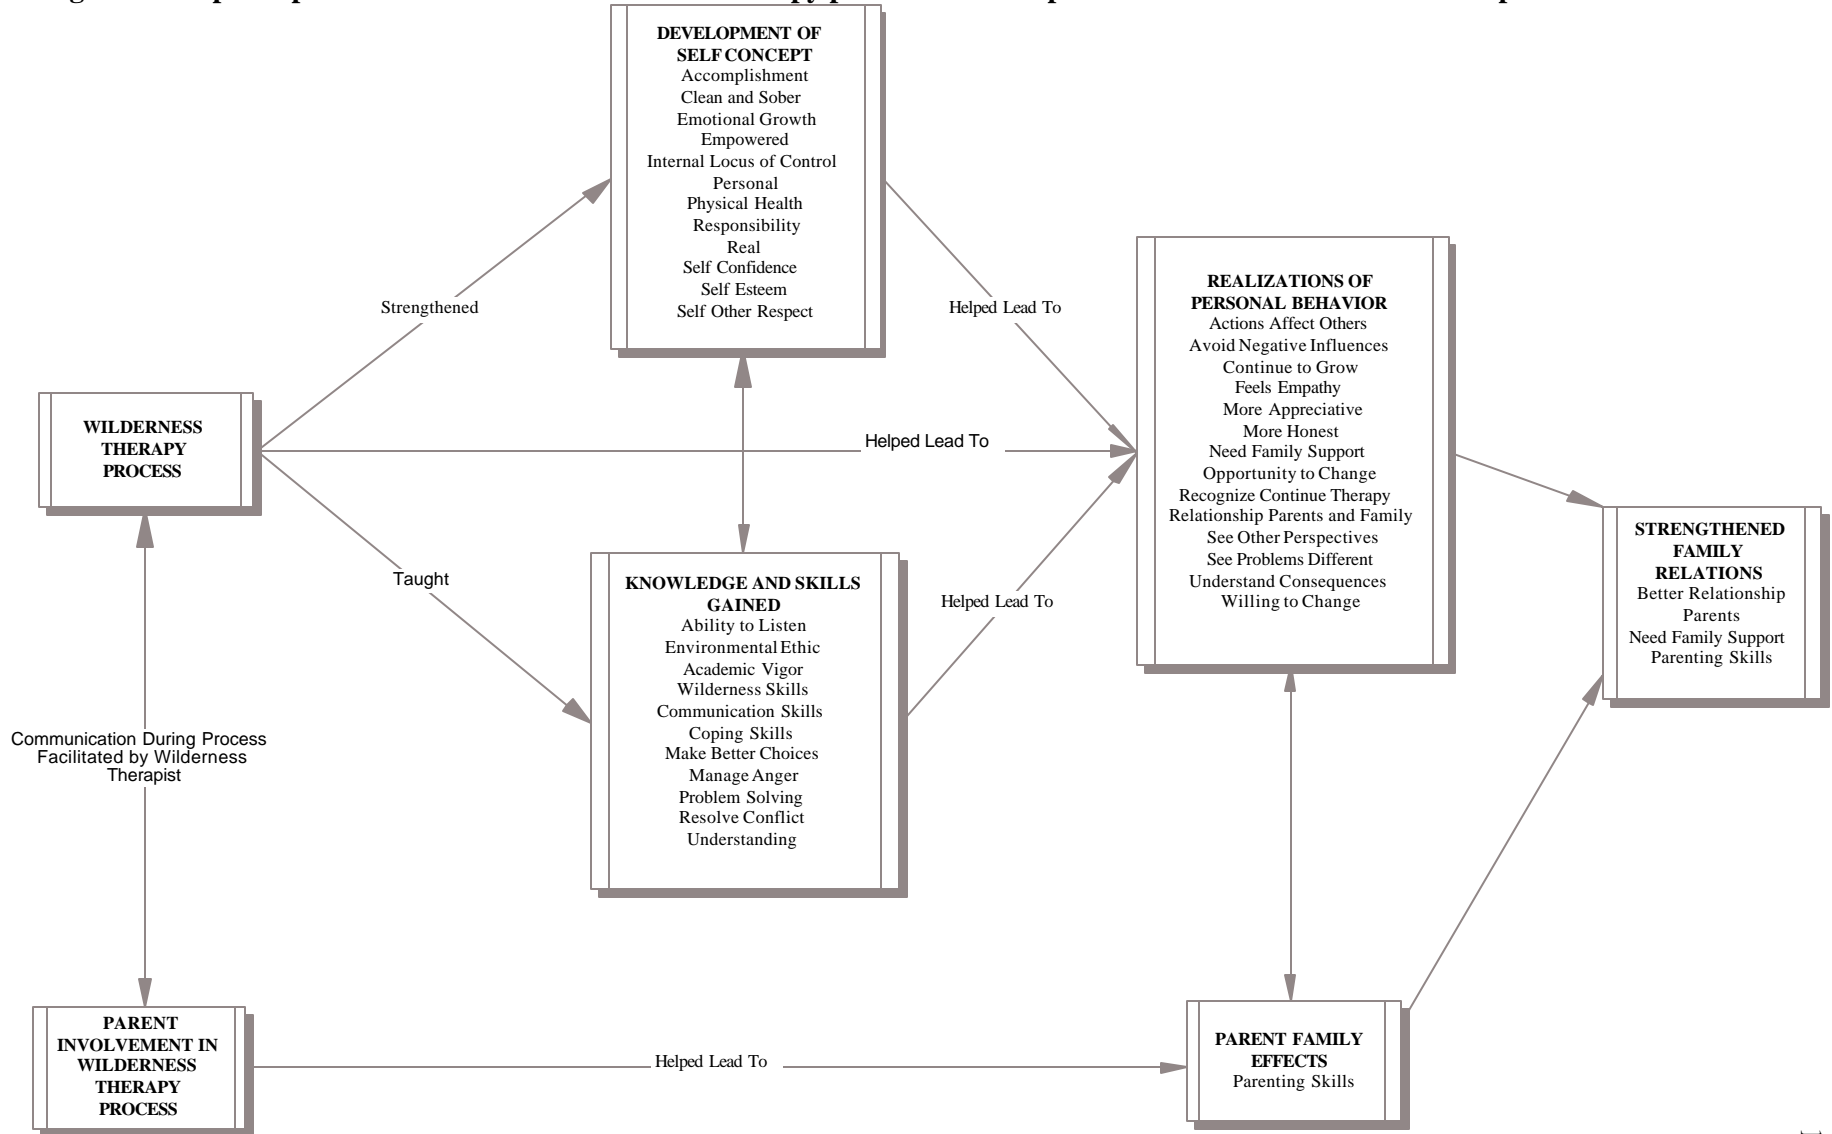 DEVELOPMENT OF
SELF CONCEPT
Accomplishment
Clean and Sober
Emotional Growth
Empowered
Internal Locus of Control
Personal
Physical Health
Responsibility
Real
Self Confidence
Self Esteem
Self Other Respect
Strengthened
Helped Lead To
REALIZATIONS OF
PERSONAL BEHAVIOR
Actions Affect Others
Avoid Negative Influences
Continue to Grow
Feels Empathy
More Appreciative
More Honest
Need Family Support
Opportunity to Change
Recognize Continue Therapy
Relationship Parents and Family
See Other Perspectives
See Problems Different
Understand Consequences
Willing to Change
WILDERNESS
THERAPY
PROCESS
Helped Lead To
Taught
KNOWLEDGE AND SKILLS
GAINED
Ability to Listen
Environmental Ethic
Academic Vigor
Wilderness Skills
Communication Skills
Coping Skills
Make Better Choices
Manage Anger
Problem Solving
Resolve Conflict
Understanding
Helped Lead To
STRENGTHENED
FAMILY
RELATIONS
Better Relationship
Parents
Need Family Support
Parenting Skills
Communication During Process
Facilitated by Wilderness
Therapist
PARENT
INVOLVEMENT IN
WILDERNESS
THERAPY
PROCESS
Helped Lead To
PARENT FAMILY
EFFECTS
Parenting Skills